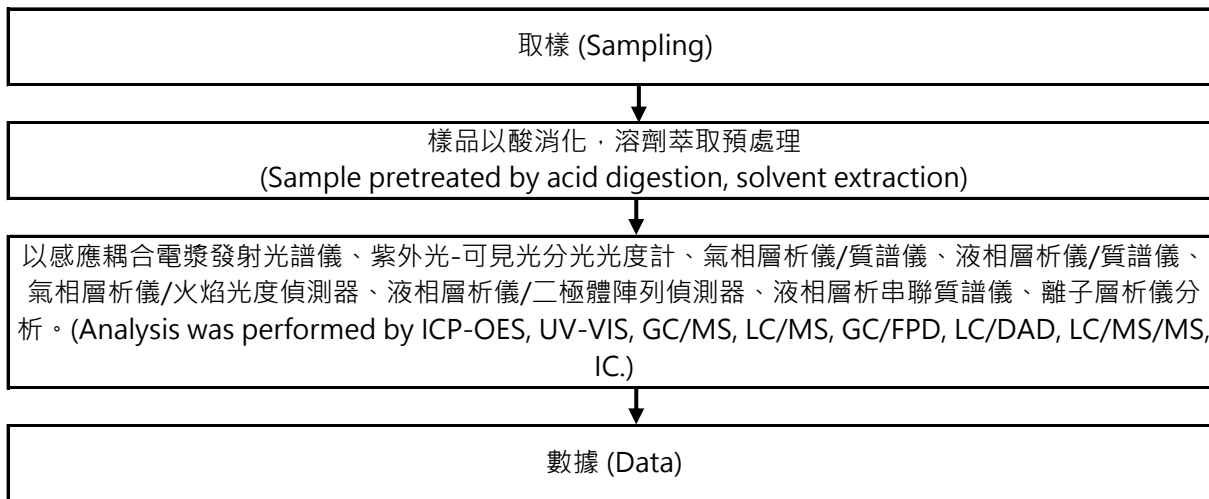 取樣 (Sampling)
樣品以酸消化，溶劑萃取預處理
(Sample pretreated by acid digestion, solvent extraction)
以感應耦合電漿發射光譜儀、紫外光-可見光分光光度計、氣相層析儀/質譜儀、液相層析儀/質譜儀、
氣相層析儀/火焰光度偵測器、液相層析儀/二極體陣列偵測器、液相層析串聯質譜儀、離子層析儀分
析。(Analysis was performed by ICP-OES, UV-VIS, GC/MS, LC/MS, GC/FPD, LC/DAD, LC/MS/MS,
IC.)
數據 (Data)